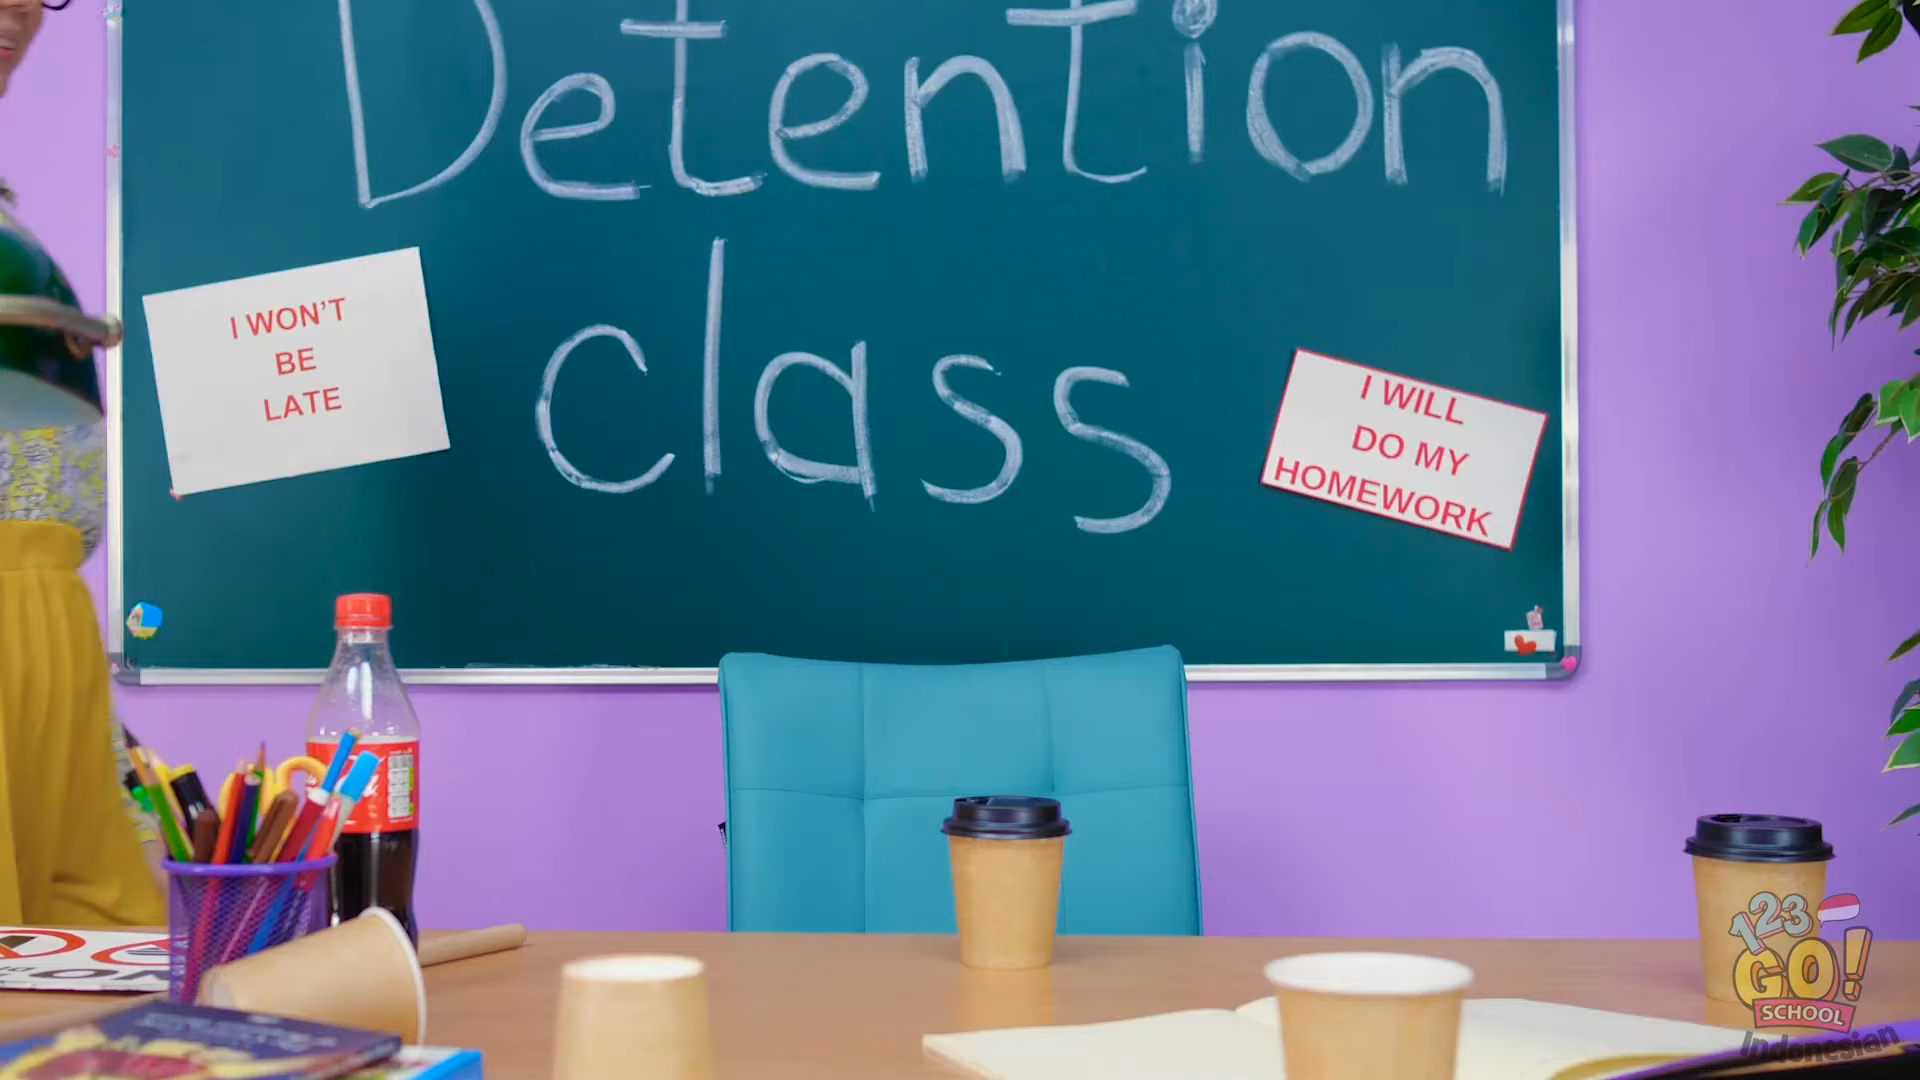 Detention
class
I WON'T
BE
LATE
I WILL
DO MY
HOMEWORK
123
GO!
SCHOOL
Indonesian